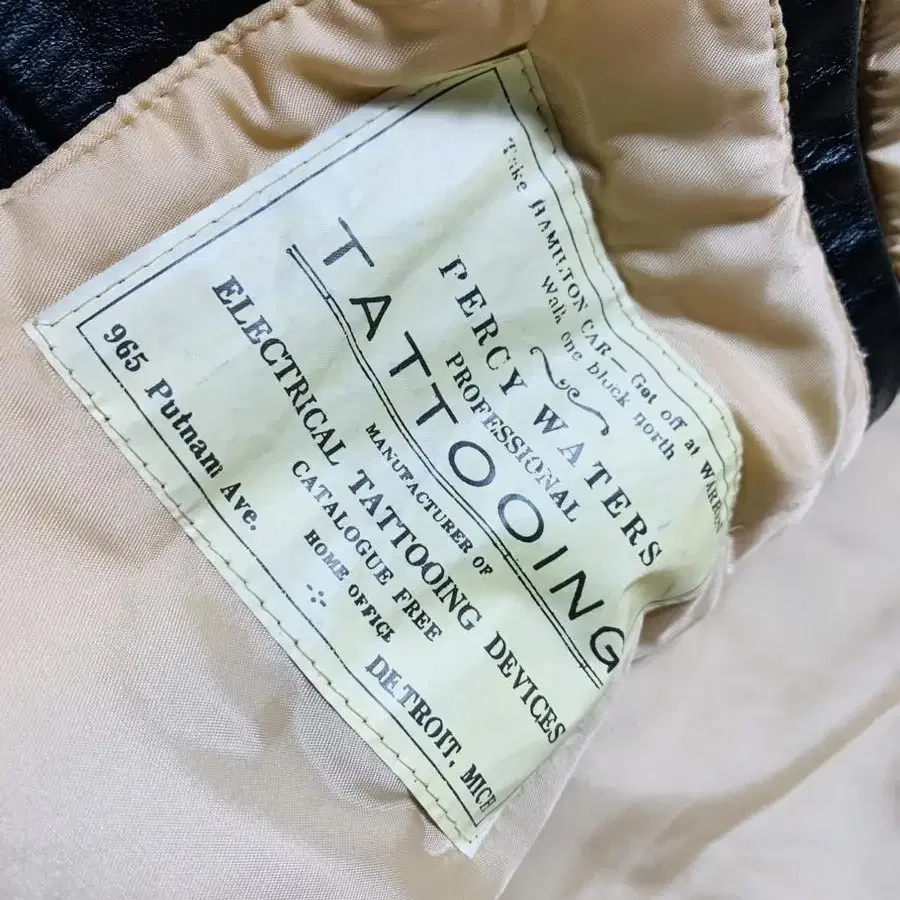 Take HAMILTON CAR—Get off at
Walk one block north
PERCY WATERS
PROFESSIONAL
TATTOOING
MANUFACTURER OF
ELECTRICAL TATTOOING DEVICES
CATALOGUE FREE
HOME OFFICE
965 Putnam Ave.
DETROIT, MICH